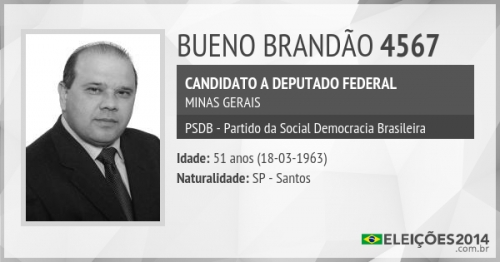 BUENO BRANDÃO 4567
CANDIDATO A DEPUTADO FEDERAL
MINAS GERAIS
PSDB - Partido da Social Democracia Brasileira
Idade: 51 anos (18-03-1963)
Naturalidade: SP - Santos
ELEIÇÕES2014
.com.br